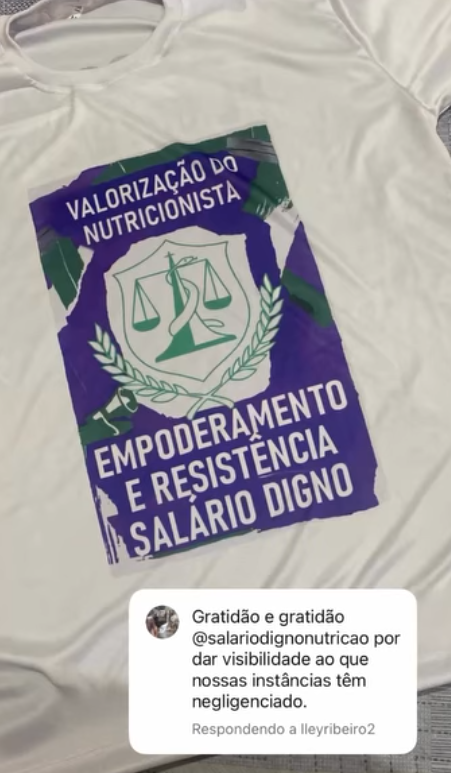 VALORIZAÇÃO DO
NUTRICIONISTA
EMPODERAMENTO
E RESISTÊNCIA
SALÁRIO DIGNO
Gratidão e gratidão
@salariodignonutricao por
dar visibilidade ao que
nossas instâncias têm
negligenciado.
Respondendo a lleyribeiro2